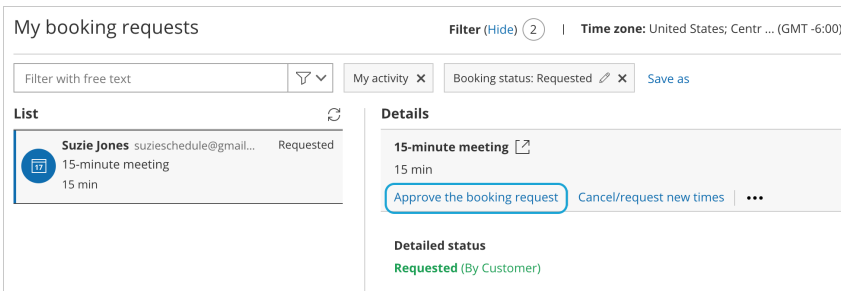 My booking requests
Filter (Hide) 2 | Time zone: United States; Centr ... (GMT -6:00)
Filter with free text
My activity
Booking status: Requested
Save as
List
Suzie Jones suzieschedule@gmail... Requested
17
15-minute meeting
15 min
Details
15-minute meeting
15 min
Approve the booking request Cancel/request new times
Detailed status
Requested (By Customer)